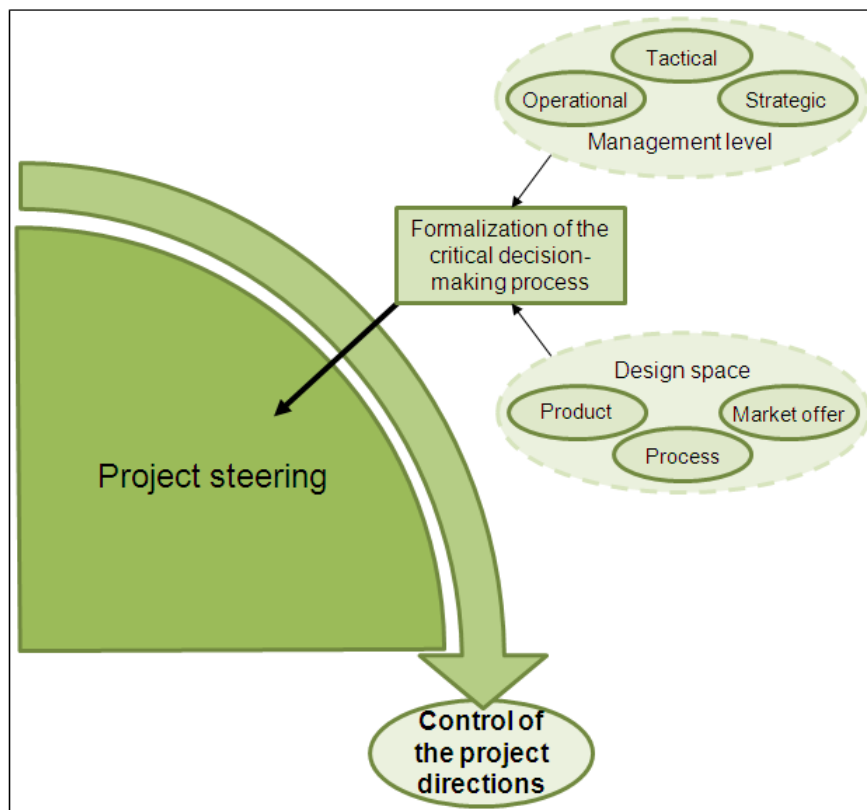 Tactical
Operational
Strategic
Management level
Formalization of the
critical decision-
making process
Design space
Product
Market offer
Process
Project steering
Control of
the project
directions